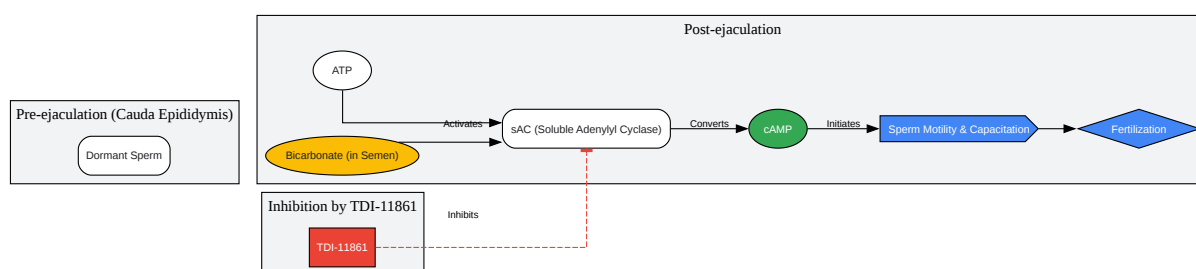 Post-ejaculation
ATP
Pre-ejaculation (Cauda Epididymis)
Dormant Sperm
Activates
sAC (Soluble Adenylyl Cyclase)
Converts
cAMP
Initiates
Sperm Motility & Capacitation
Fertilization
Bicarbonate (in Semen)
Inhibition by TDI-11861
Inhibits
TDI-11861